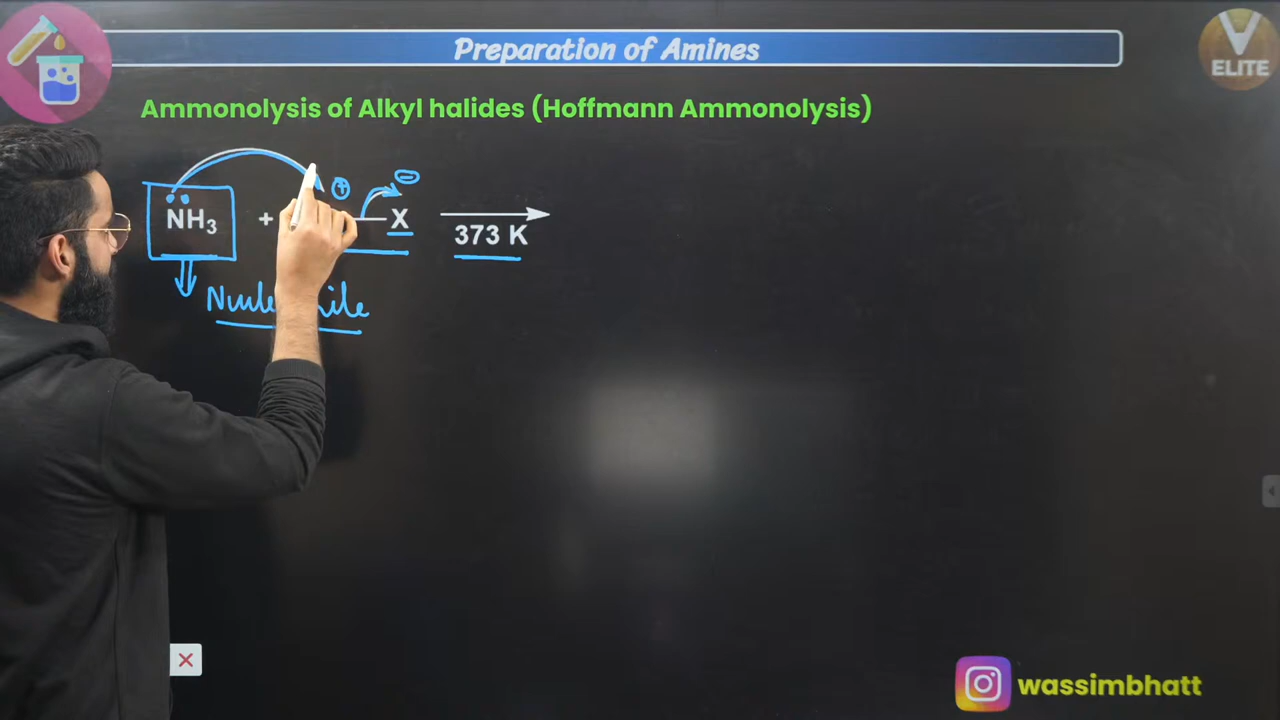 Preparation of Amines
ELITE
Ammonolysis of Alkyl halides (Hoffmann Ammonolysis)
⊕ ⊖
NH₃ + X
373 K
wassimbhatt